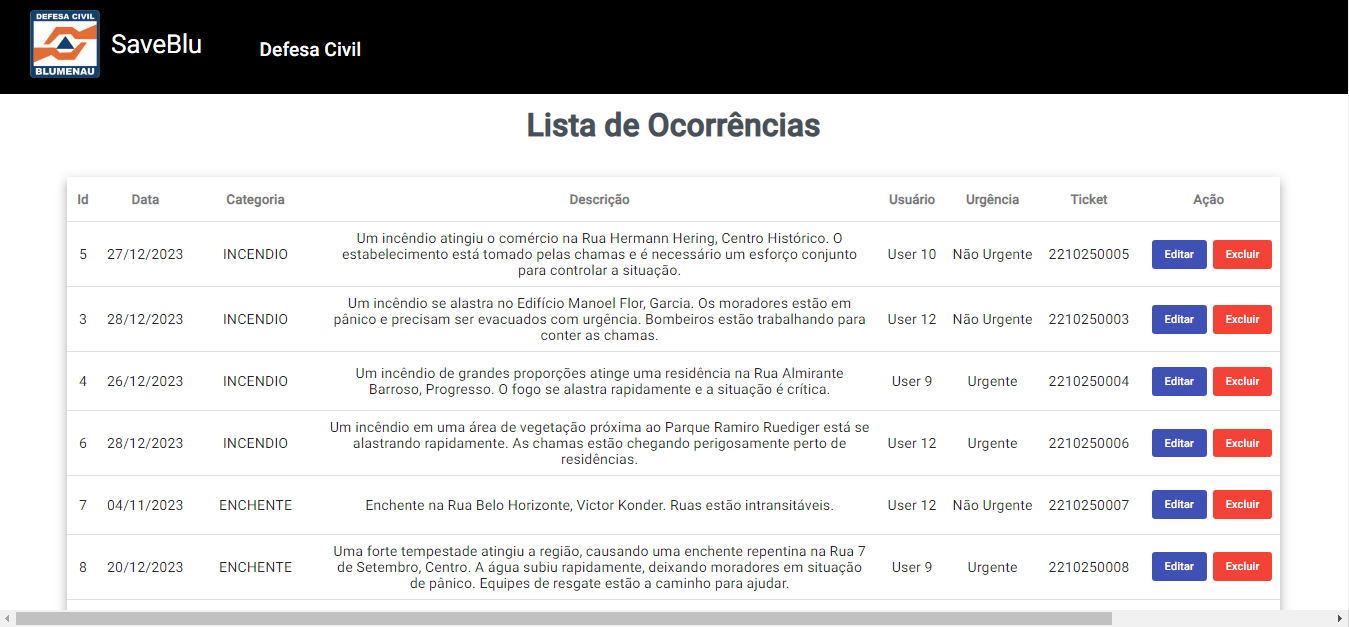 DEFESA CIVIL
BLUMENAU
SaveBlu
Defesa Civil
Lista de Ocorrências
Id Data Categoria Descrição Usuário Urgência Ticket Ação
Um incêndio atingiu o comércio na Rua Hermann Hering, Centro Histórico. O
5 27/12/2023 INCENDIO estabelecimento está tomado pelas chamas e é necessário um esforço conjunto User 10 Não Urgente 2210250005 Editar Excluir
para controlar a situação.
Um incêndio se alastra no Edifício Manoel Flor, Garcia. Os moradores estão em
3 28/12/2023 INCENDIO pânico e precisam ser evacuados com urgência. Bombeiros estão trabalhando para User 12 Não Urgente 2210250003 Editar Excluir
conter as chamas.
Um incêndio de grandes proporções atinge uma residência na Rua Almirante
4 26/12/2023 INCENDIO Barroso, Progresso. O fogo se alastra rapidamente e a situação é crítica. User 9 Urgente 2210250004 Editar Excluir
Um incêndio em uma área de vegetação próxima ao Parque Ramiro Ruediger está se
6 28/12/2023 INCENDIO alastrando rapidamente. As chamas estão chegando perigosamente perto de User 12 Urgente 2210250006 Editar Excluir
residências.
7 04/11/2023 ENCHENTE Enchente na Rua Belo Horizonte, Victor Konder. Ruas estão intransitáveis. User 12 Não Urgente 2210250007 Editar Excluir
Uma forte tempestade atingiu a região, causando uma enchente repentina na Rua 7
8 20/12/2023 ENCHENTE de Setembro, Centro. A água subiu rapidamente, deixando moradores em situação User 9 Urgente 2210250008 Editar Excluir
de pânico. Equipes de resgate estão a caminho para ajudar.